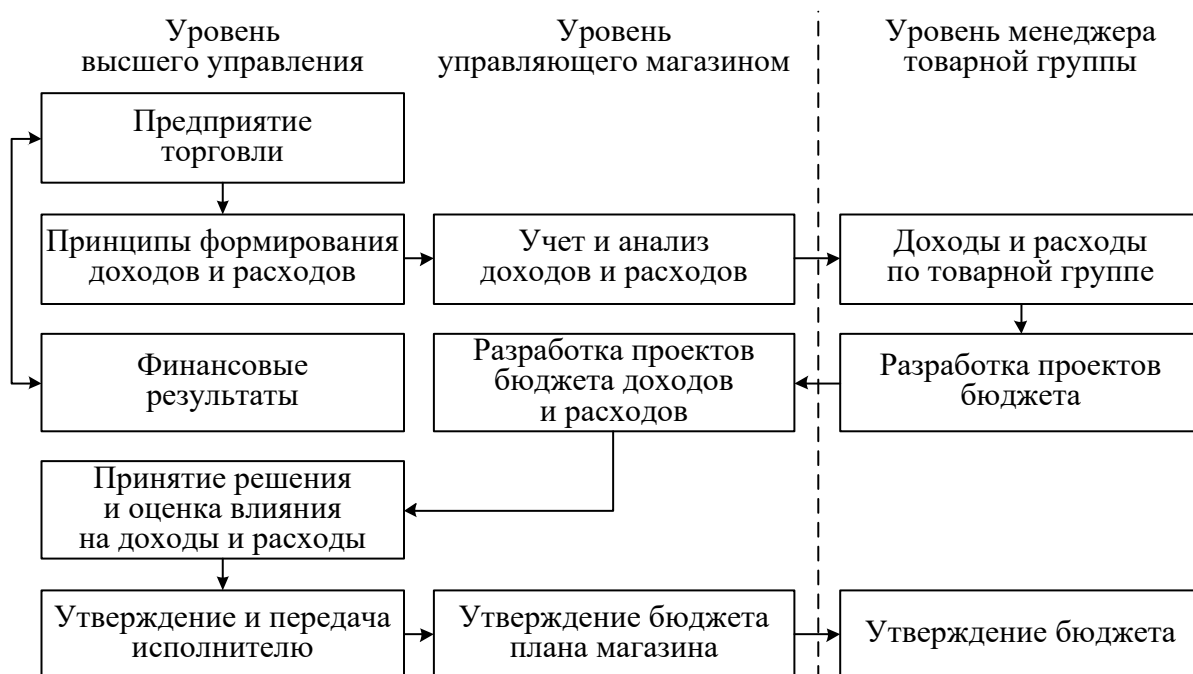 Уровень
высшего управления
Уровень
управляющего магазином
Уровень менеджера
товарной группы
Предприятие
торговли
Принципы формирования
доходов и расходов
Учет и анализ
доходов и расходов
Доходы и расходы
по товарной группе
Финансовые
результаты
Разработка проектов
бюджета доходов
и расходов
Разработка проектов
бюджета
Принятие решения
и оценка влияния
на доходы и расходы
Утверждение и передача
исполнителю
Утверждение бюджета
плана магазина
Утверждение бюджета